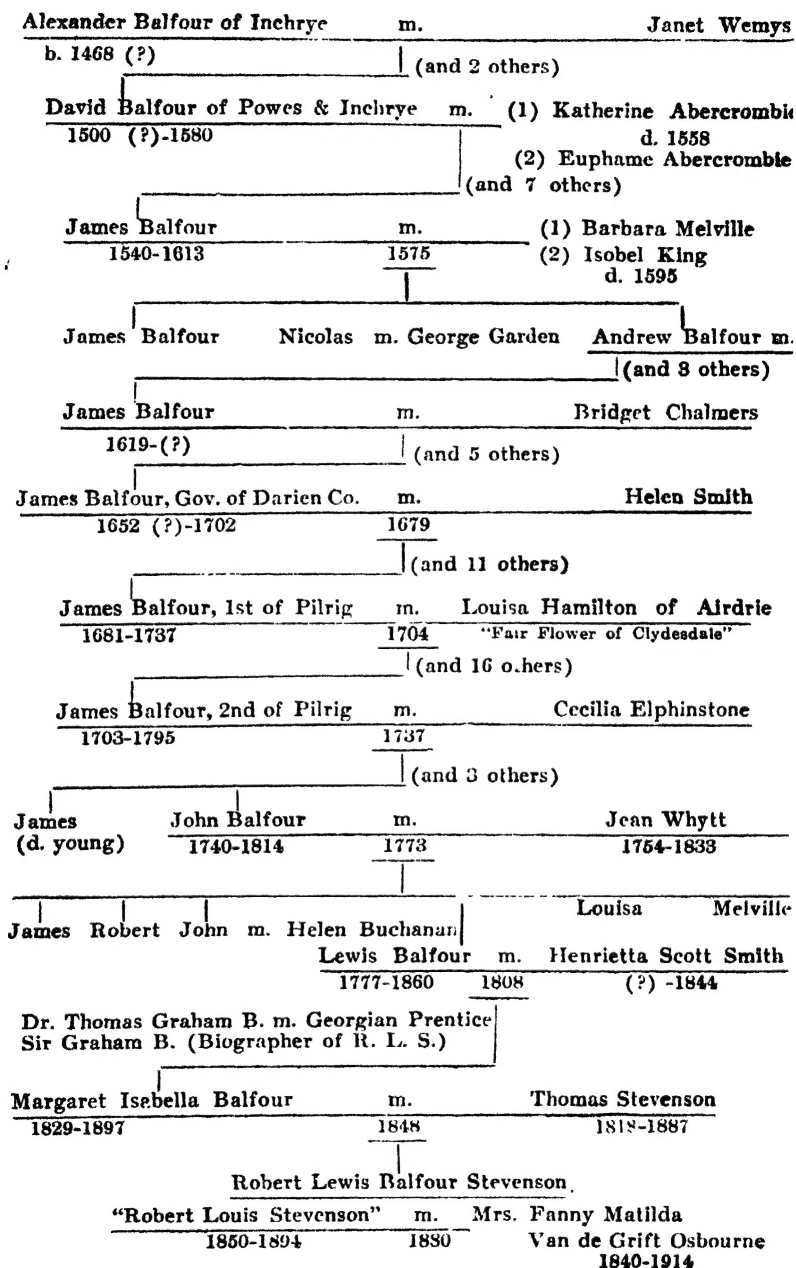 Alexander Balfour of Inchrye m. Janet Wemys
b. 1468 (?)
(and 2 others)
David Balfour of Powes & Inchrye m. (1) Katherine Abercrombie
1500 (?)-1580 d. 1558
(2) Euphame Abercrombie
(and 7 others)
James Balfour m. (1) Barbara Melville
1540-1613 1575 (2) Isobel King
d. 1595
James Balfour Nicolas m. George Garden Andrew Balfour m.
(and 8 others)
James Balfour m. Bridget Chalmers
1619-(?)
(and 5 others)
James Balfour, Gov. of Darien Co. m. Helen Smith
1652 (?)-1702 1679
(and 11 others)
James Balfour, 1st of Pilrig m. Louisa Hamilton of Airdrie
1681-1737 1704 "Fair Flower of Clydesdale"
(and 16 others)
James Balfour, 2nd of Pilrig m. Cecilia Elphinstone
1703-1795 1737
(and 3 others)
James John Balfour m. Jean Whytt
(d. young) 1740-1814 1773 1754-1833
Louisa Melville
James Robert John m. Helen Buchanan
Lewis Balfour m. Henrietta Scott Smith
1777-1860 1808 (?) -1844
Dr. Thomas Graham B. m. Georgian Prentice
Sir Graham B. (Biographer of R. L. S.)
Margaret Isabella Balfour m. Thomas Stevenson
1829-1897 1848 1818-1887
Robert Lewis Balfour Stevenson
"Robert Louis Stevenson" m. Mrs. Fanny Matilda
1850-1894 1880 Van de Grift Osbourne
1840-1914